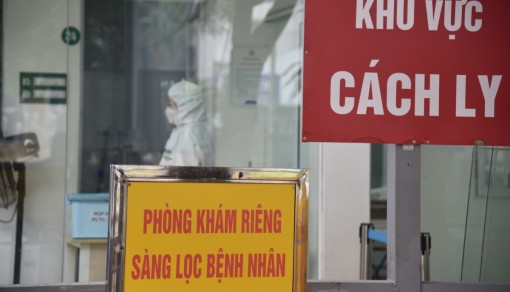 KHU VỰC
CÁCH LY
PHÒNG KHÁM RIÊNG
SÀNG LỌC BỆNH NHÂN